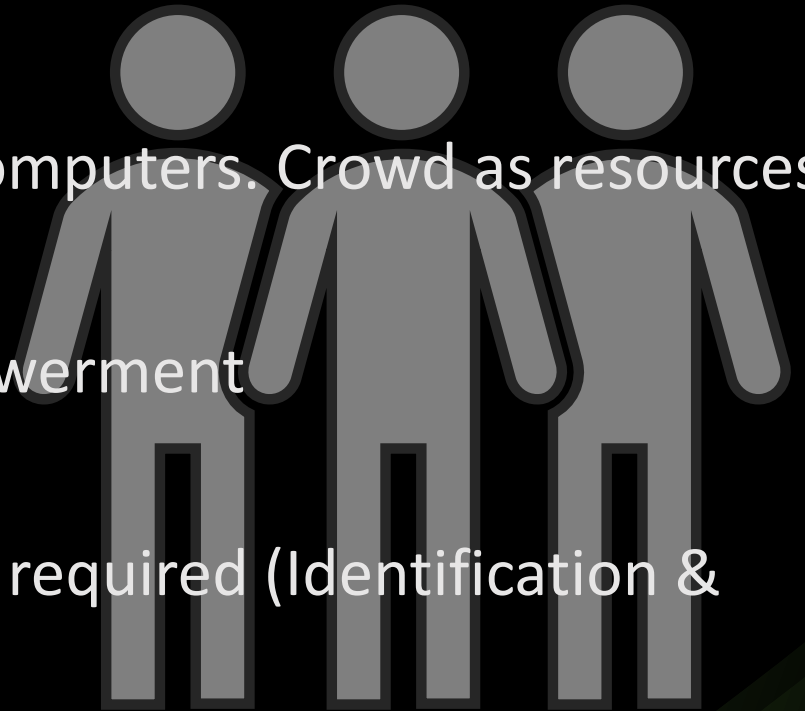 omputers. Crowd as resources
werment
required (Identification &